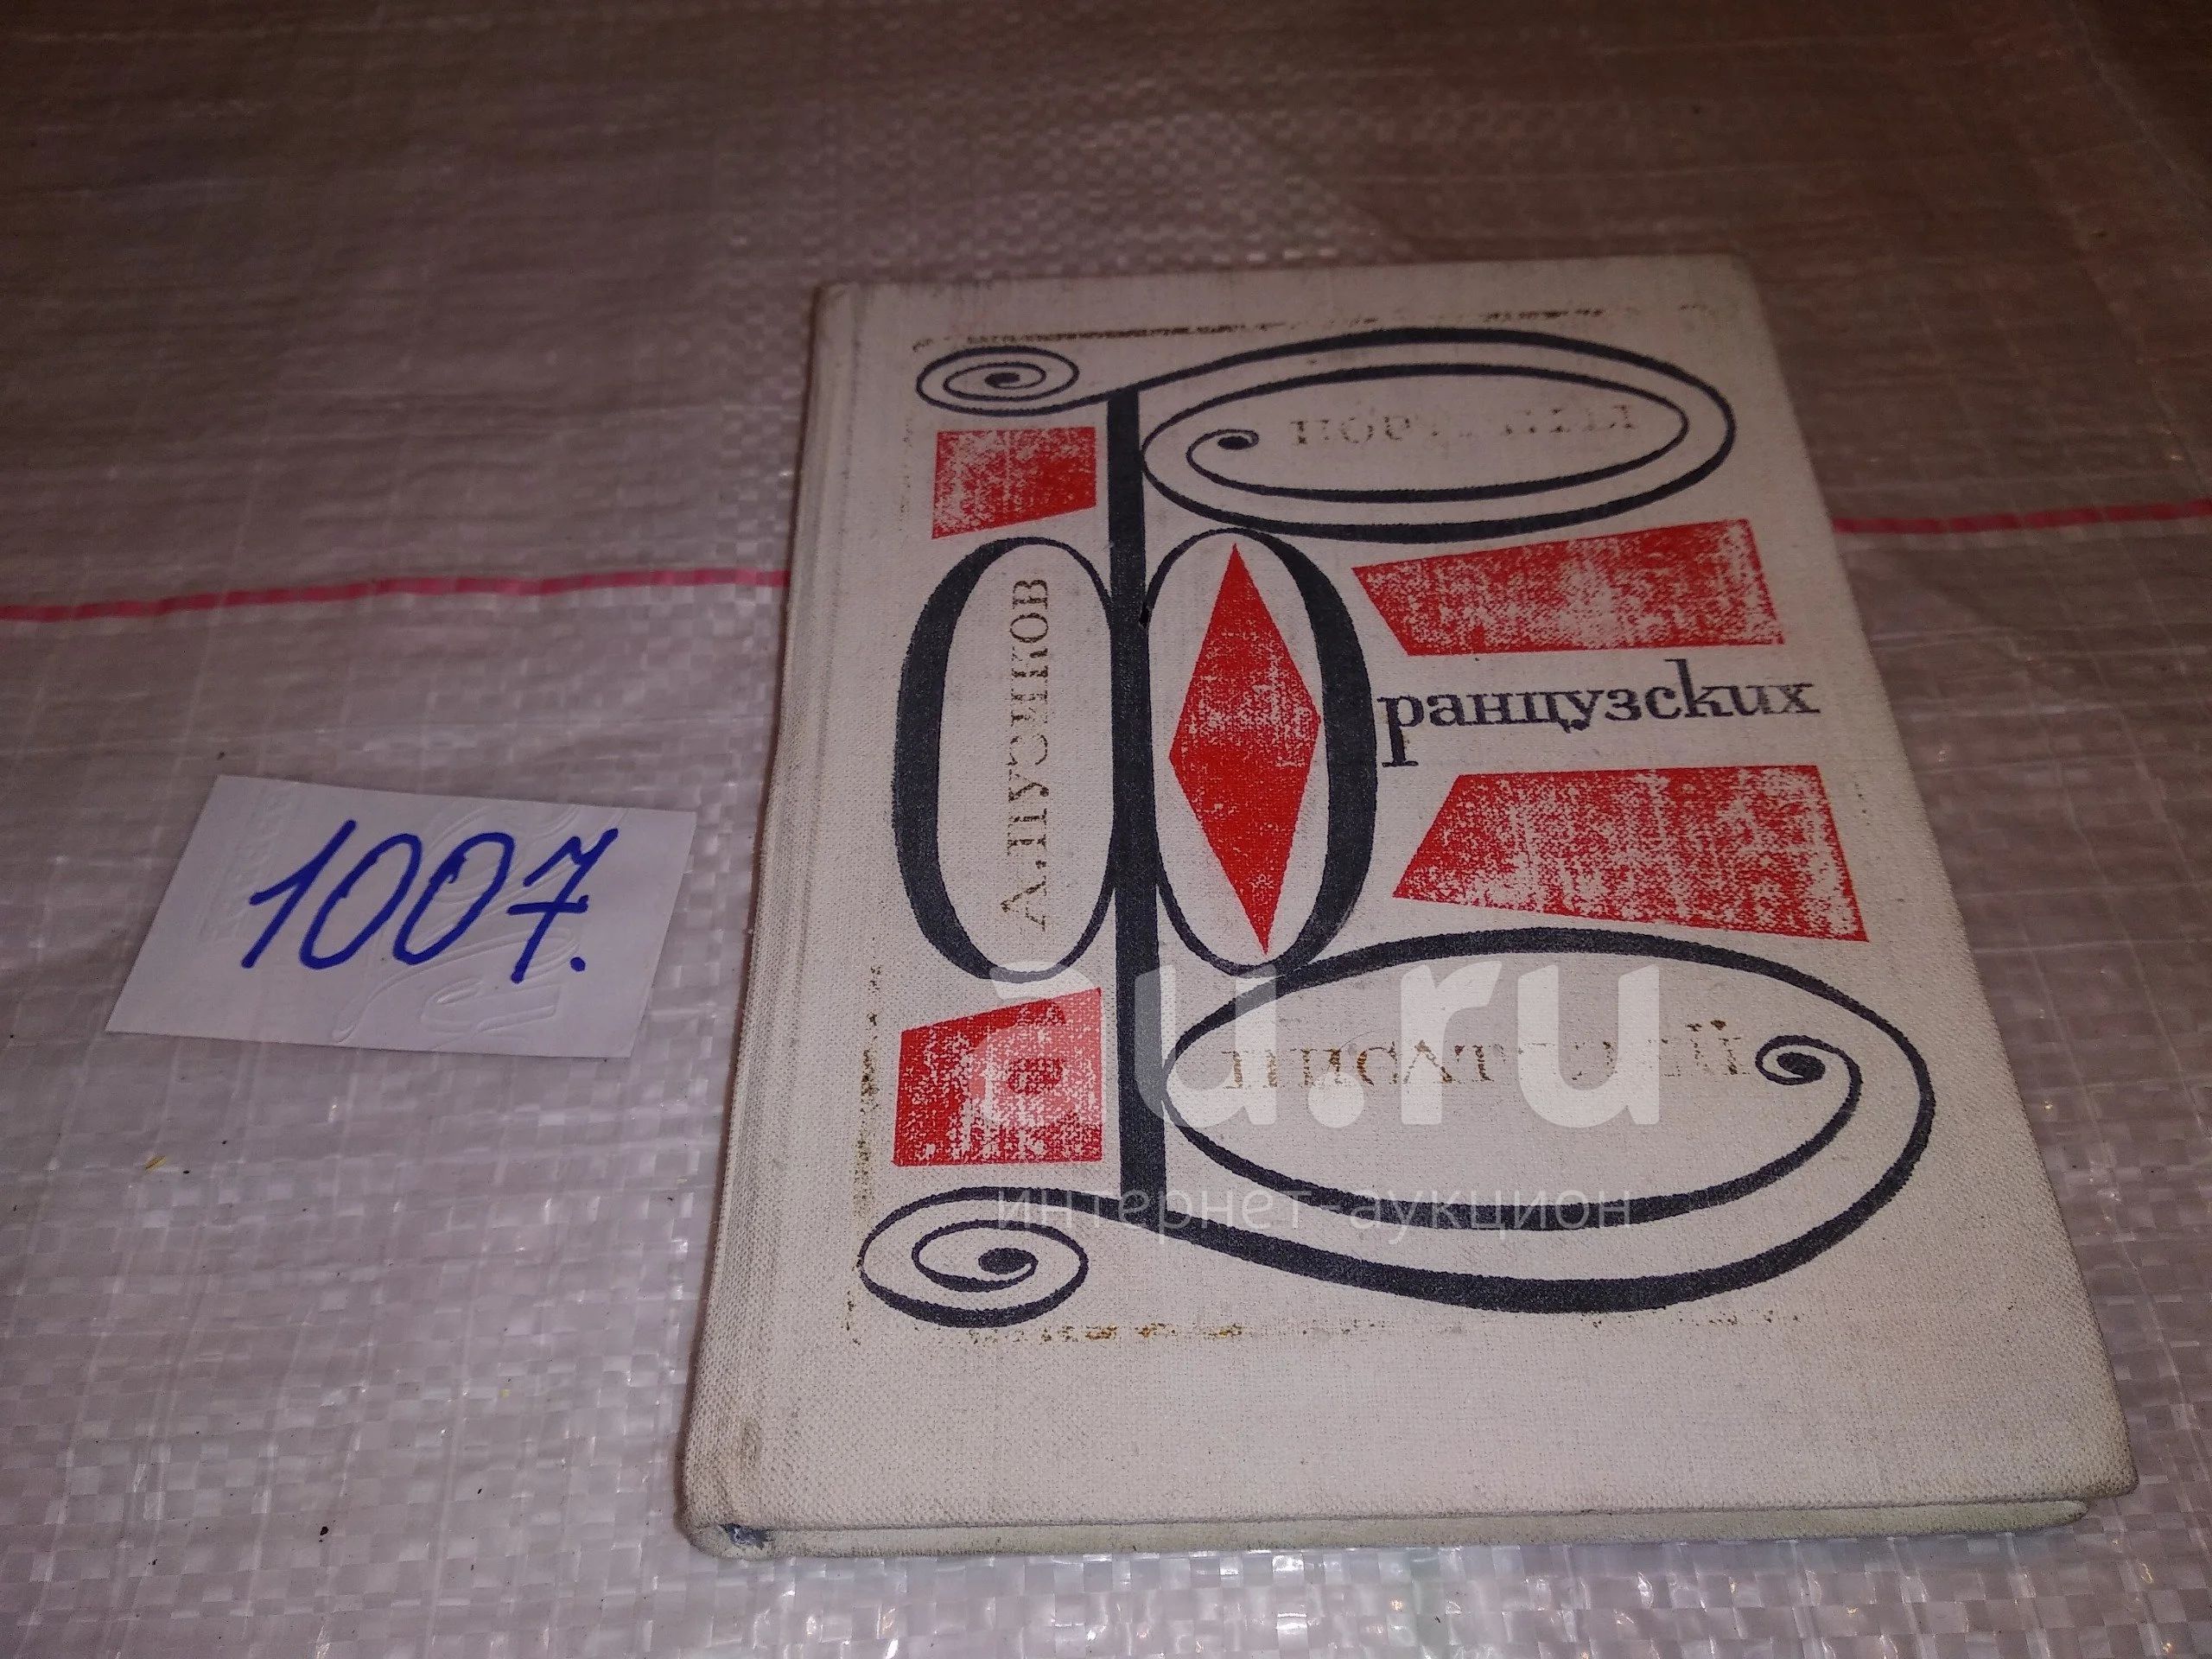 портреты
французских
А. Пузиков
писателей
1007.
au.ru
интернет-аукцион